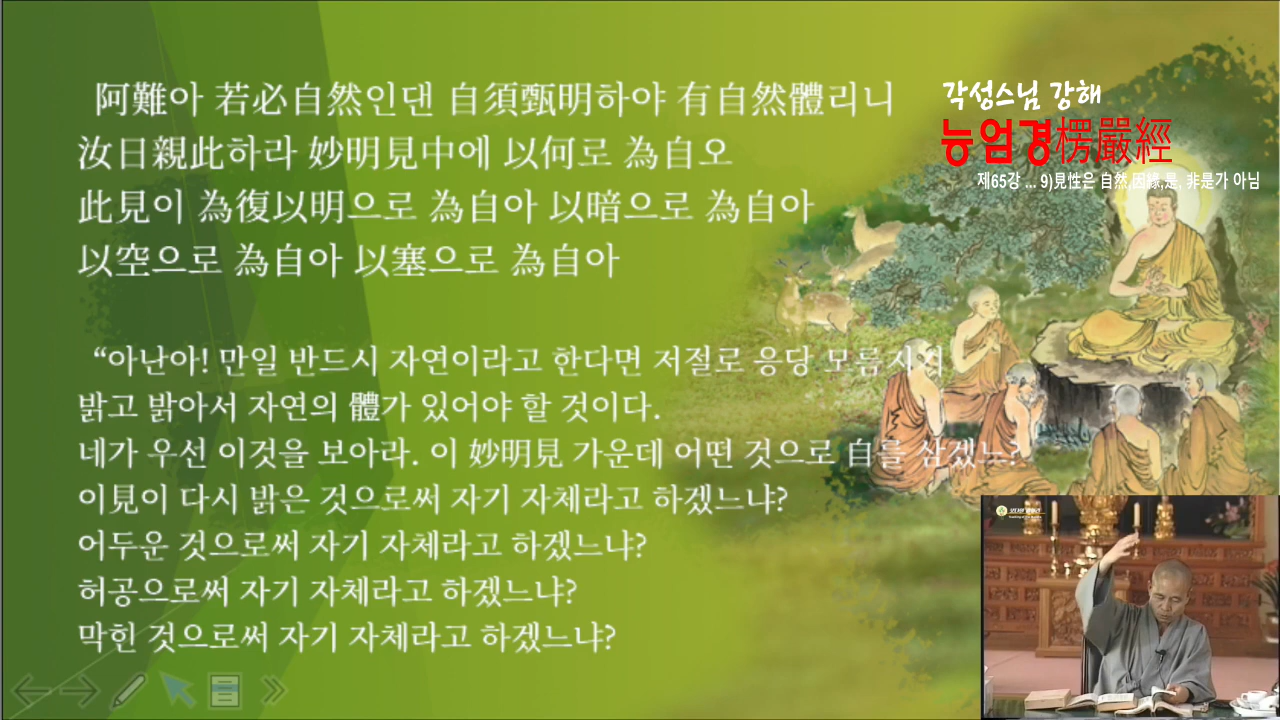 阿難아 若必自然인댄 自須甄明하야 有自然體리니
汝且親此하라 妙明見中에 以何로 為自오
此見이 為復以明으로 為自아 以暗으로 為自아
以空으로 為自아 以塞으로 為自아
“아난아! 만일 반드시 자연이라고 한다면 저절로 응당 모름지기
밝고 밝아서 자연의 體가 있어야 할 것이다.
네가 우선 이것을 보아라. 이 妙明見 가운데 어떤 것으로 自를 삼겠느?
이見이 다시 밝은 것으로써 자기 자체라고 하겠느냐?
어두운 것으로써 자기 자체라고 하겠느냐?
허공으로써 자기 자체라고 하겠느냐?
막힌 것으로써 자기 자체라고 하겠느냐?
각성스님 강해
능엄경楞嚴經
제65강 ... 9)見性은 自然,因緣,是, 非是가 아님